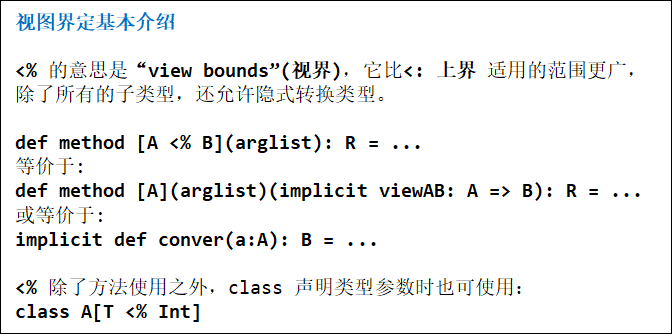 视图界定基本介绍
<% 的意思是“view bounds”(视界)，它比<: 上界 适用的范围更广，
除了所有的子类型，还允许隐式转换类型。
def method [A <% B](arglist): R = ...
等价于:
def method [A](arglist)(implicit viewAB: A => B): R = ...
或等价于:
implicit def conver(a:A): B = ...
<% 除了方法使用之外，class 声明类型参数时也可使用:
class A[T <% Int]